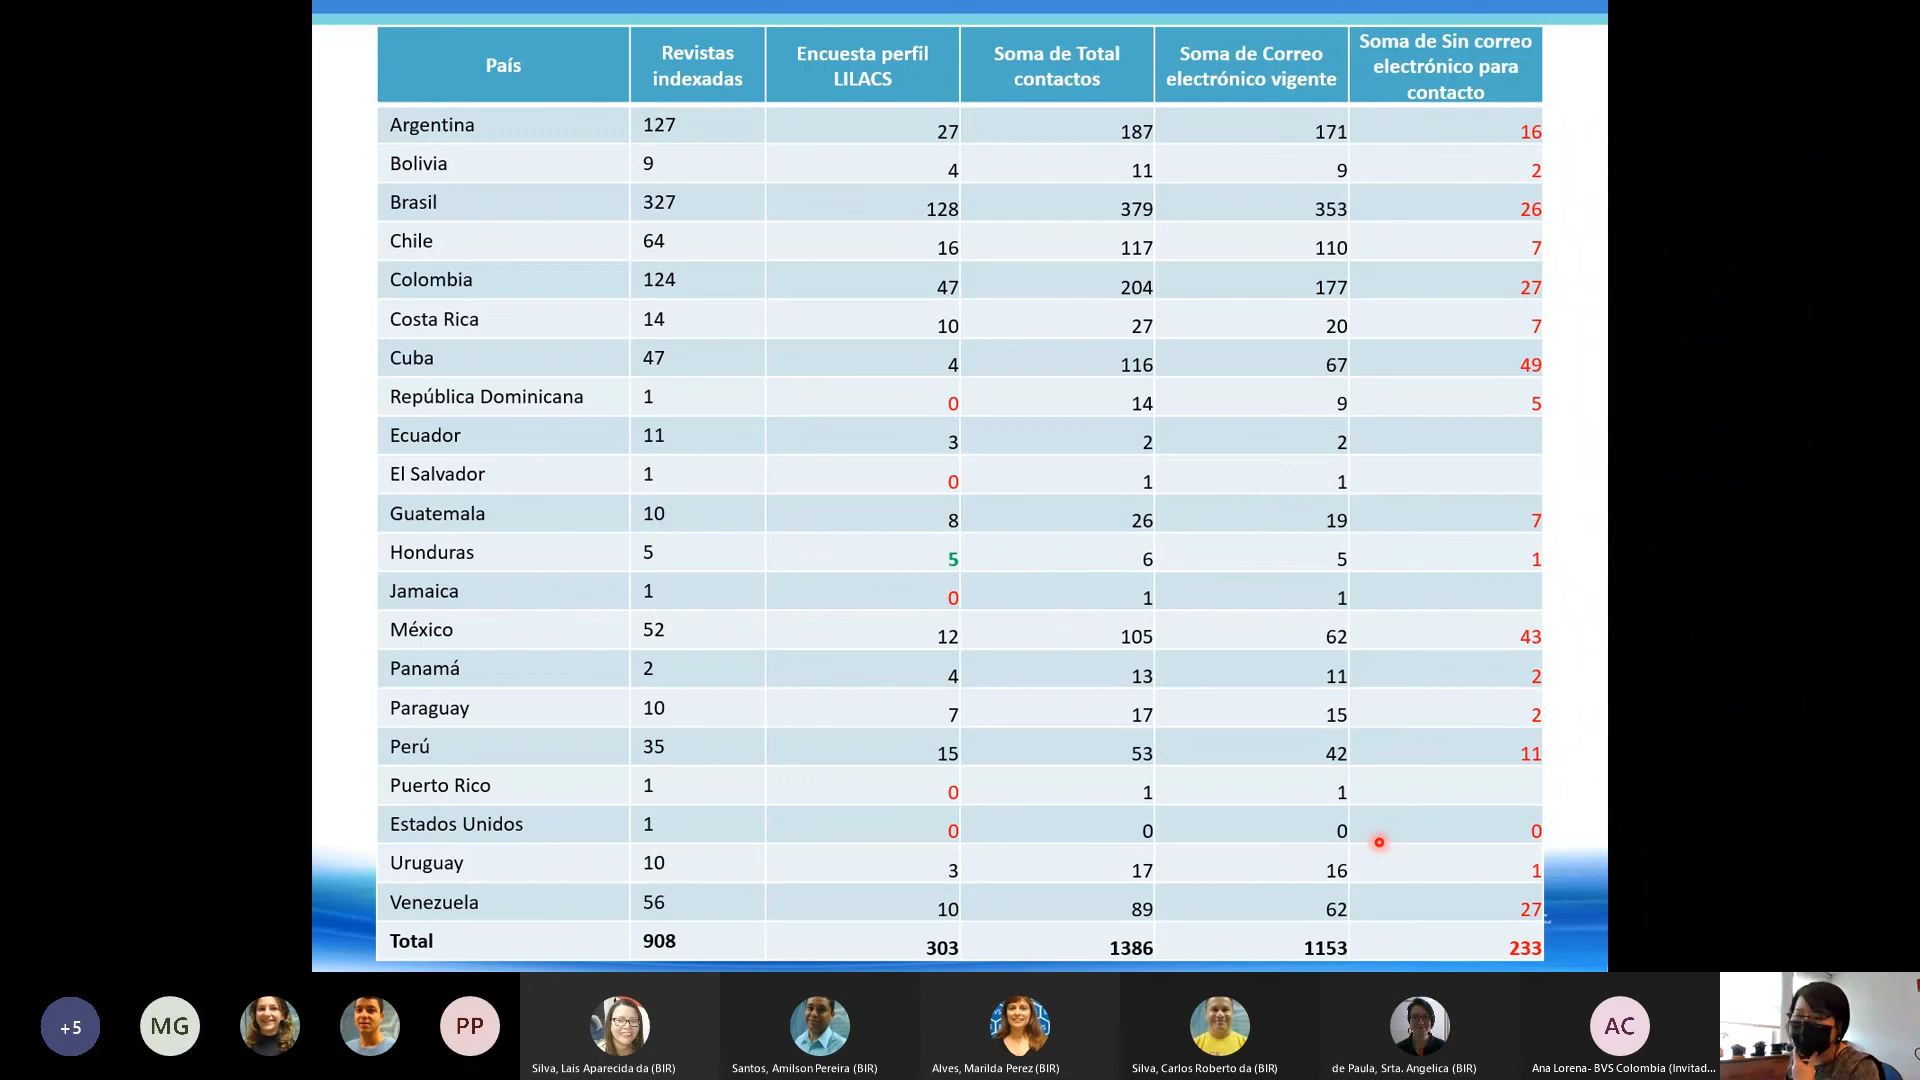 País Revistas indexadas Encuesta perfil LILACS Soma de Total contactos Soma de Correo electrónico vigente Soma de Sin correo electrónico para contacto
Argentina 127 27 187 171 16
Bolivia 9 4 11 9 2
Brasil 327 128 379 353 26
Chile 64 16 117 110 7
Colombia 124 47 204 177 27
Costa Rica 14 10 27 20 7
Cuba 47 4 116 67 49
República Dominicana 1 0 14 9 5
Ecuador 11 3 2 2
El Salvador 1 0 1 1
Guatemala 10 8 26 19 7
Honduras 5 5 6 5 1
Jamaica 1 0 1 1
México 52 12 105 62 43
Panamá 2 4 13 11 2
Paraguay 10 7 17 15 2
Perú 35 15 53 42 11
Puerto Rico 1 0 1 1
Estados Unidos 1 0 0 0 0
Uruguay 10 3 17 16 1
Venezuela 56 10 89 62 27
Total 908 303 1386 1153 233
+5 MG PP AC
Silva, Lais Aparecida da (BIR) Santos, Amilson Pereira (BIR) Alves, Marilda Perez (BIR) Silva, Carlos Roberto da (BIR) de Paula, Srta. Angelica (BIR) Ana Lorena- BVS Colombia (Invitad...